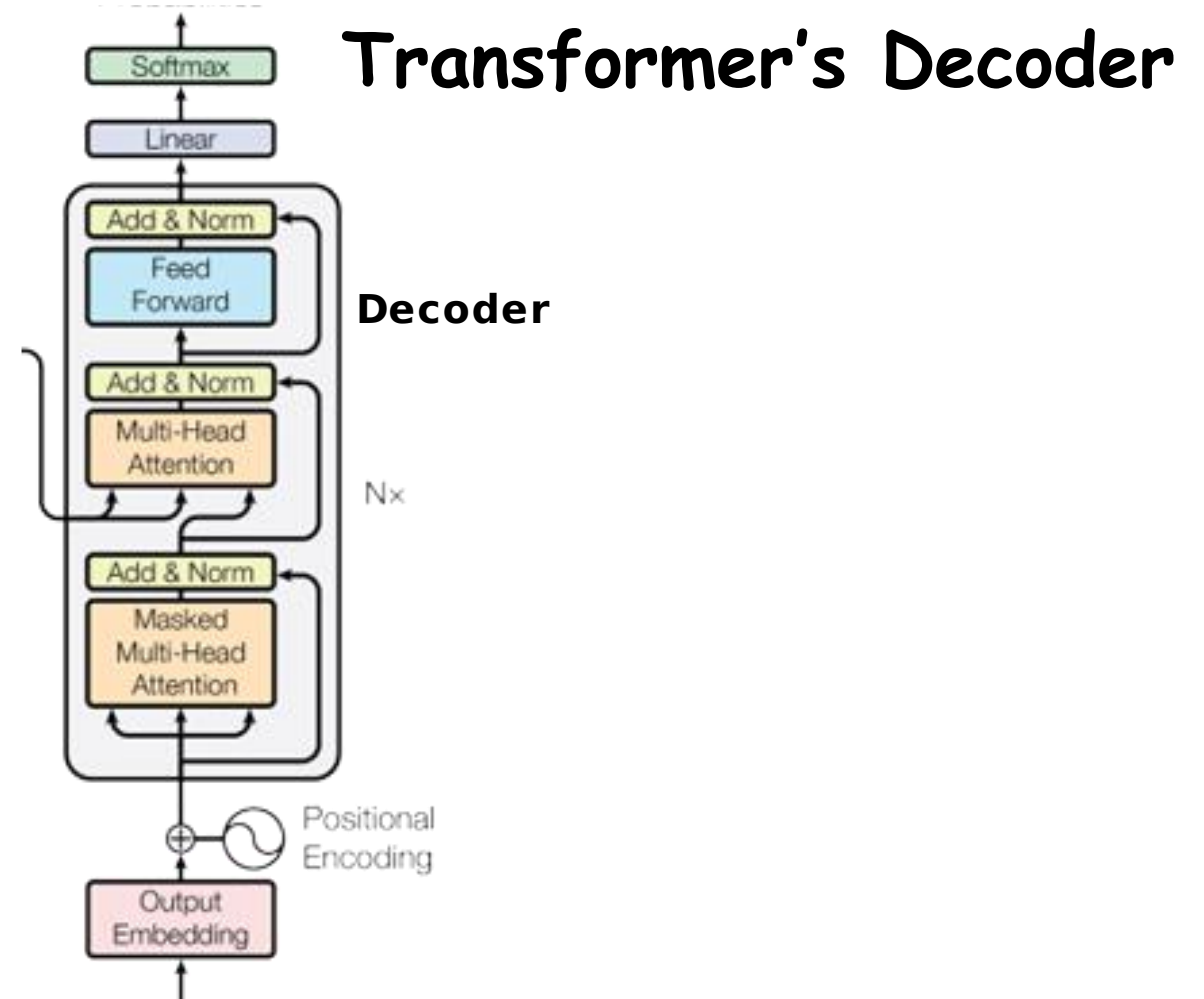 Transformer's Decoder
Softmax
Linear
Add & Norm
Feed
Forward
Decoder
Add & Norm
Multi-Head
Attention
N×
Add & Norm
Masked
Multi-Head
Attention
Positional
Encoding
Output
Embedding